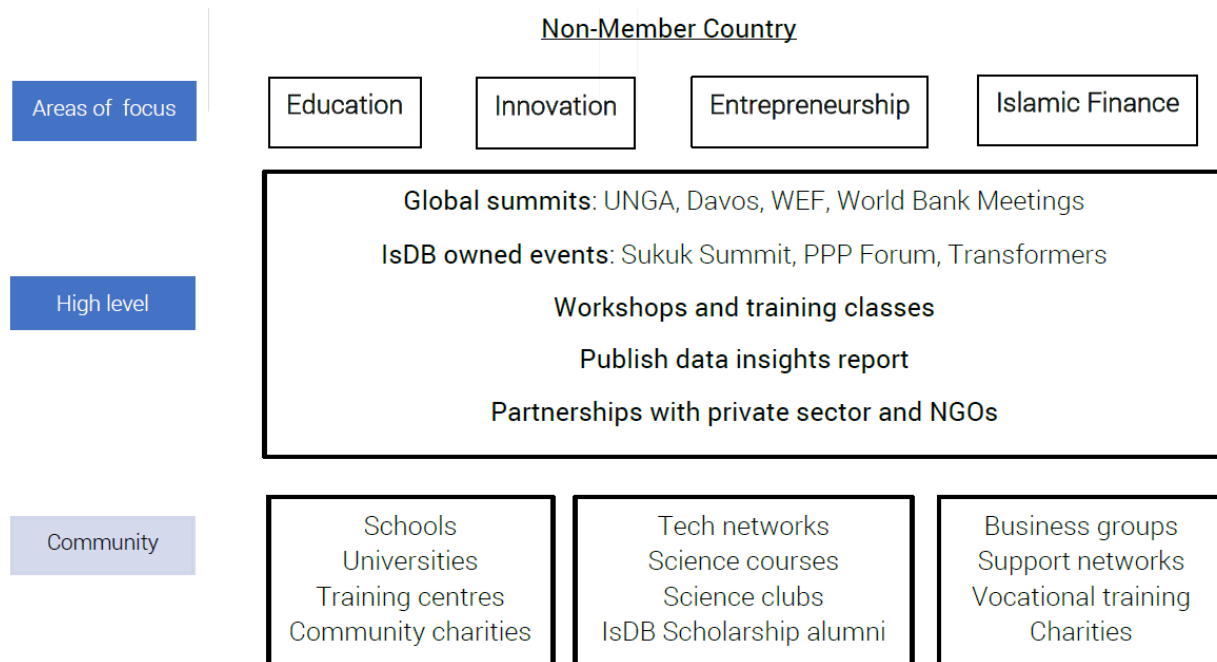 Non-Member Country
Areas of focus
Education
Innovation
Entrepreneurship
Islamic Finance
High level
Global summits: UNGA, Davos, WEF, World Bank Meetings
IsDB owned events: Sukuk Summit, PPP Forum, Transformers
Workshops and training classes
Publish data insights report
Partnerships with private sector and NGOs
Community
Schools
Universities
Training centres
Community charities
Tech networks
Science courses
Science clubs
IsDB Scholarship alumni
Business groups
Support networks
Vocational training
Charities